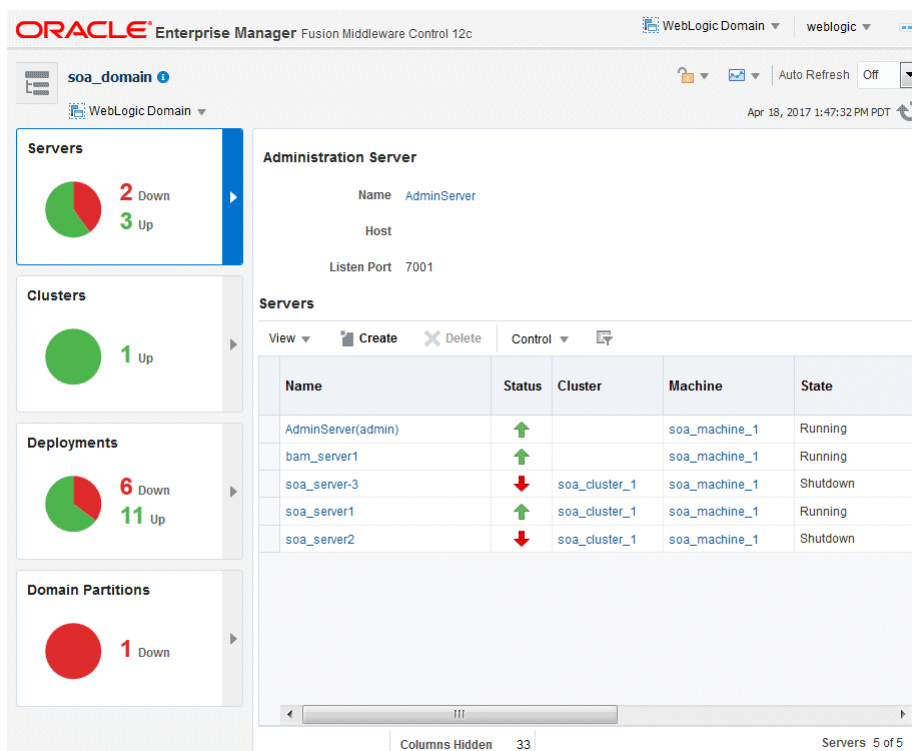 ORACLE® Enterprise Manager Fusion Middleware Control 12c
WebLogic Domain
weblogic
soa_domain
WebLogic Domain
Auto Refresh Off
Apr 18, 2017 1:47:32 PM PDT
Servers
2 Down
3 Up
Clusters
1 Up
Deployments
6 Down
11 Up
Domain Partitions
1 Down
Administration Server
Name AdminServer
Host
Listen Port 7001
Servers
View Create Delete Control
Name Status Cluster Machine State
AdminServer(admin) soa_machine_1 Running
bam_server1 soa_machine_1 Running
soa_server-3 soa_cluster_1 soa_machine_1 Shutdown
soa_server1 soa_cluster_1 soa_machine_1 Running
soa_server2 soa_cluster_1 soa_machine_1 Shutdown
Columns Hidden 33
Servers 5 of 5